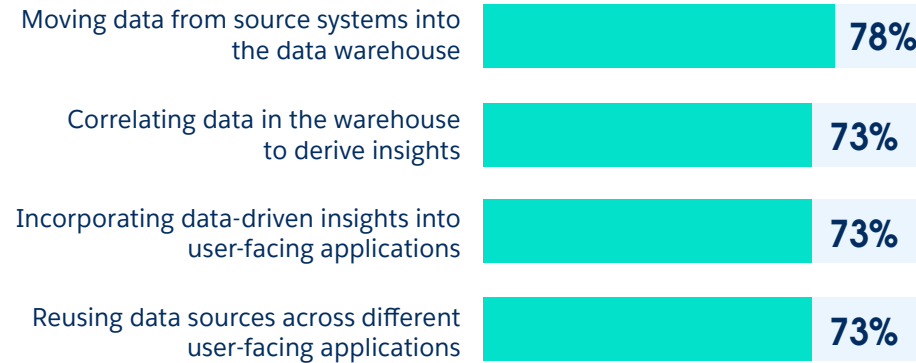 Moving data from source systems into
the data warehouse
78%
Correlating data in the warehouse
to derive insights
73%
Incorporating data-driven insights into
user-facing applications
73%
Reusing data sources across different
user-facing applications
73%